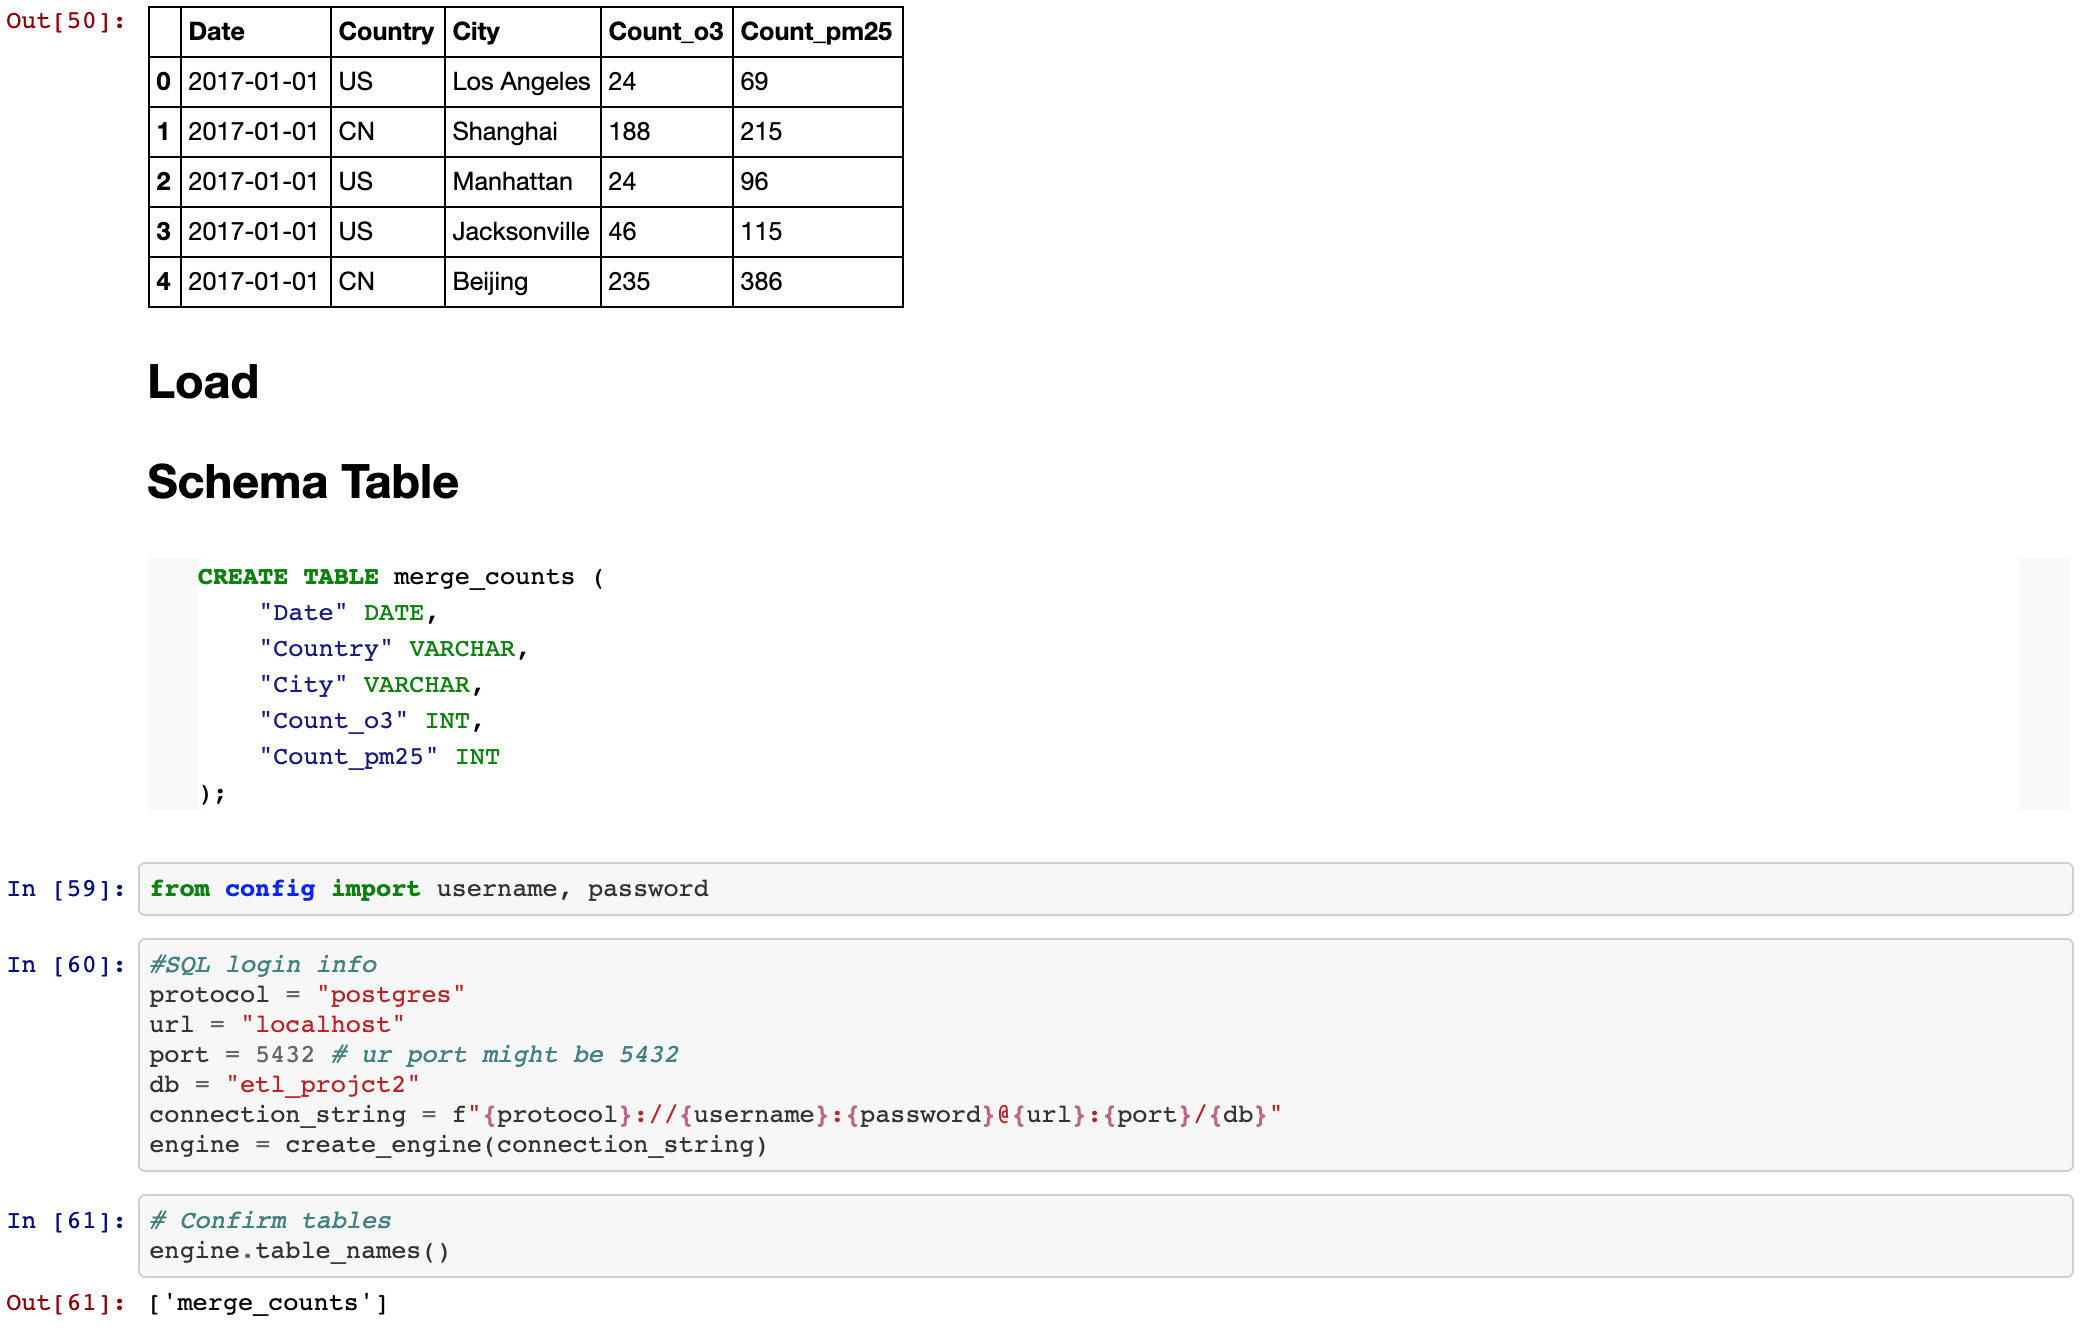 Out[50]:
Date Country City Count_o3 Count_pm25
0 2017-01-01 US Los Angeles 24 69
1 2017-01-01 CN Shanghai 188 215
2 2017-01-01 US Manhattan 24 96
3 2017-01-01 US Jacksonville 46 115
4 2017-01-01 CN Beijing 235 386
Load
Schema Table
CREATE TABLE merge_counts (
    "Date" DATE,
    "Country" VARCHAR,
    "City" VARCHAR,
    "Count_o3" INT,
    "Count_pm25" INT
);
In [59]: from config import username, password
In [60]: #SQL login info
protocol = "postgres"
url = "localhost"
port = 5432 # ur port might be 5432
db = "etl_projct2"
connection_string = f"{protocol}://{username}:{password}@{url}:{port}/{db}"
engine = create_engine(connection_string)
In [61]: # Confirm tables
engine.table_names()
Out[61]: ['merge_counts']